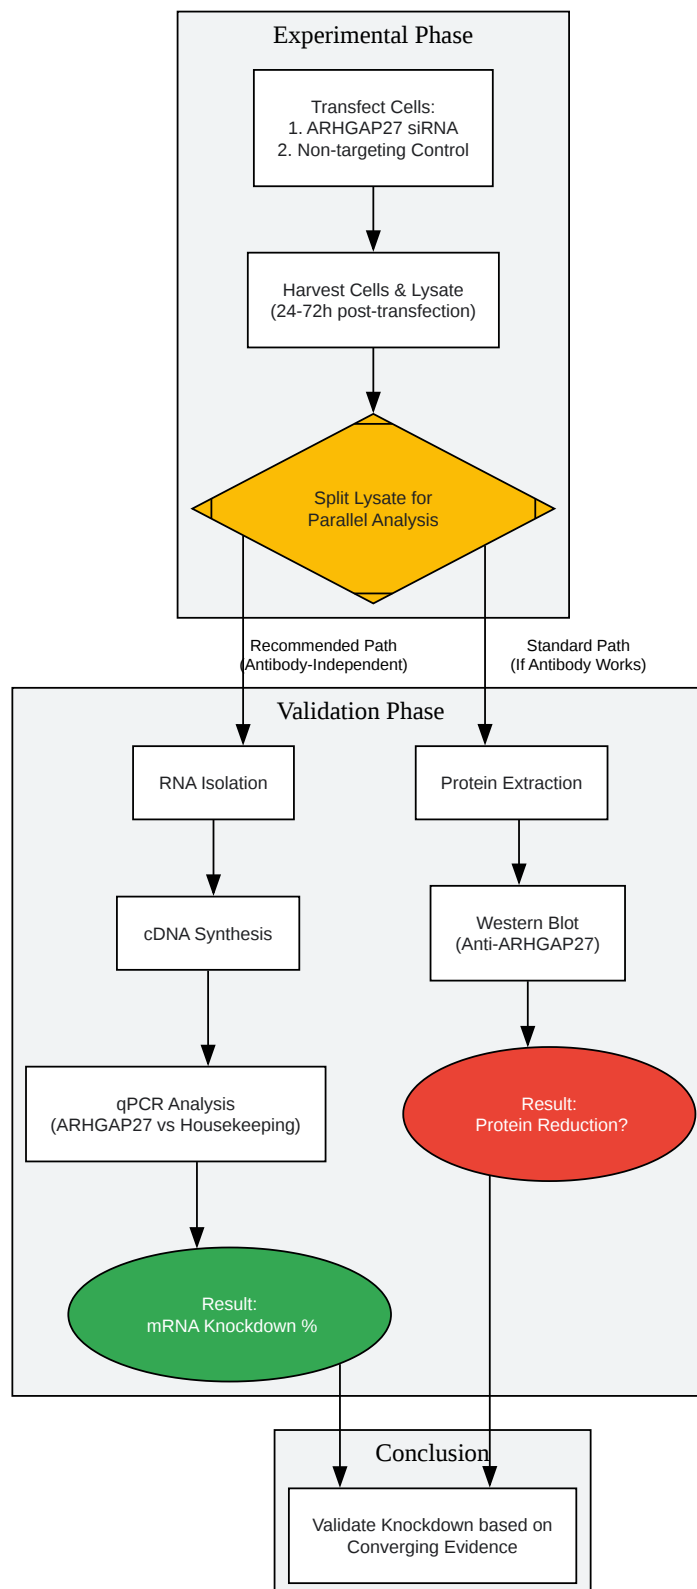 Experimental Phase
Transfect Cells:
1. ARHGAP27 siRNA
2. Non-targeting Control
Harvest Cells & Lysate
(24-72h post-transfection)
Split Lysate for
Parallel Analysis
Recommended Path
(Antibody-Independent)
Standard Path
(If Antibody Works)
Validation Phase
RNA Isolation
Protein Extraction
cDNA Synthesis
Western Blot
(Anti-ARHGAP27)
qPCR Analysis
(ARHGAP27 vs Housekeeping)
Result:
Protein Reduction?
Result:
mRNA Knockdown %
Conclusion
Validate Knockdown based on
Converging Evidence